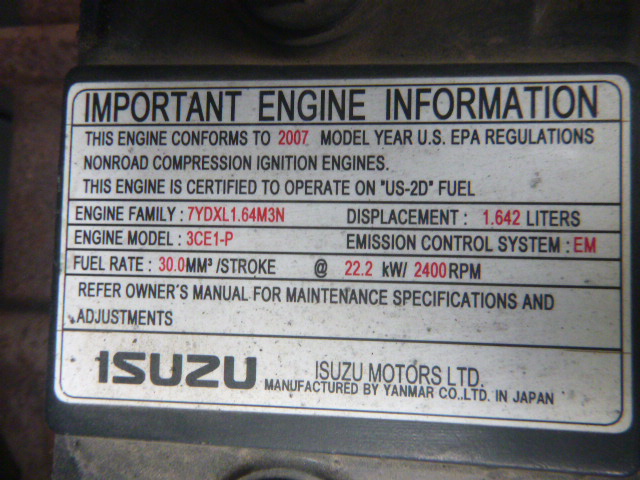 IMPORTANT ENGINE INFORMATION
THIS ENGINE CONFORMS TO 2007 MODEL YEAR U.S. EPA REGULATIONS
NONROAD COMPRESSION IGNITION ENGINES.
THIS ENGINE IS CERTIFIED TO OPERATE ON "US-2D" FUEL
ENGINE FAMILY : 7YDXL1.64M3N DISPLACEMENT : 1.642 LITERS
ENGINE MODEL : 3CE1-P EMISSION CONTROL SYSTEM : EM
FUEL RATE : 30.0MM³ /STROKE @ 22.2 kW/ 2400RPM
REFER OWNER'S MANUAL FOR MAINTENANCE SPECIFICATIONS AND
ADJUSTMENTS
ISUZU ISUZU MOTORS LTD.
MANUFACTURED BY YANMAR CO.,LTD. IN JAPAN